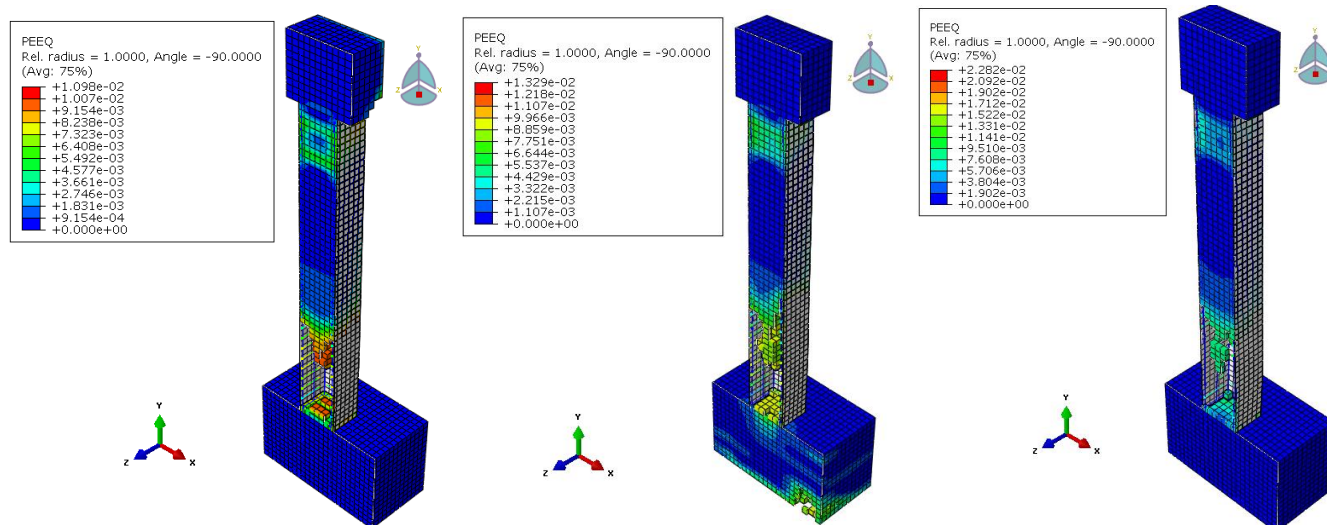 PEEQ
Rel. radius = 1.0000, Angle = -90.0000
(Avg: 75%)
+1.098e-02
+1.007e-02
+9.154e-03
+8.238e-03
+7.323e-03
+6.408e-03
+5.492e-03
+4.577e-03
+3.661e-03
+2.746e-03
+1.831e-03
+9.154e-04
+0.000e+00
Y
Z
X
Y
Z
X
PEEQ
Rel. radius = 1.0000, Angle = -90.0000
(Avg: 75%)
+1.329e-02
+1.218e-02
+1.107e-02
+9.966e-03
+8.859e-03
+7.751e-03
+6.644e-03
+5.537e-03
+4.429e-03
+3.322e-03
+2.215e-03
+1.107e-03
+0.000e+00
Y
Z
X
Y
Z
X
PEEQ
Rel. radius = 1.0000, Angle = -90.0000
(Avg: 75%)
+2.282e-02
+2.092e-02
+1.902e-02
+1.712e-02
+1.522e-02
+1.331e-02
+1.141e-02
+9.510e-03
+7.608e-03
+5.706e-03
+3.804e-03
+1.902e-03
+0.000e+00
Y
Z
X
Y
Z
X